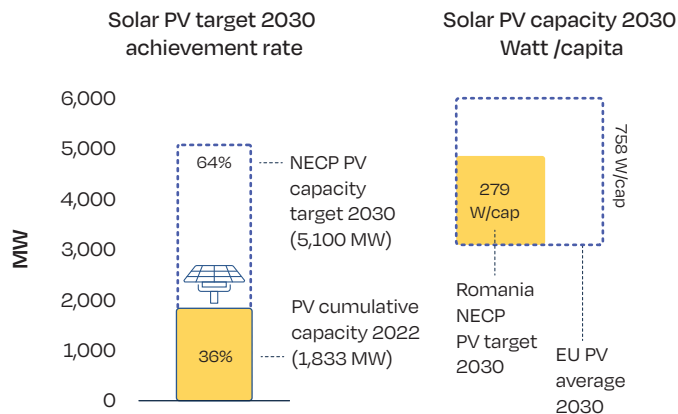 Solar PV target 2030
achievement rate
6,000
5,000
4,000
3,000
2,000
1,000
0
MW
64%
36%
NECP PV
capacity
target 2030
(5,100 MW)
PV cumulative
capacity 2022
(1,833 MW)
Solar PV capacity 2030
Watt /capita
758 W/cap
279
W/cap
Romania
NECP
PV target
2030
EU PV
average
2030